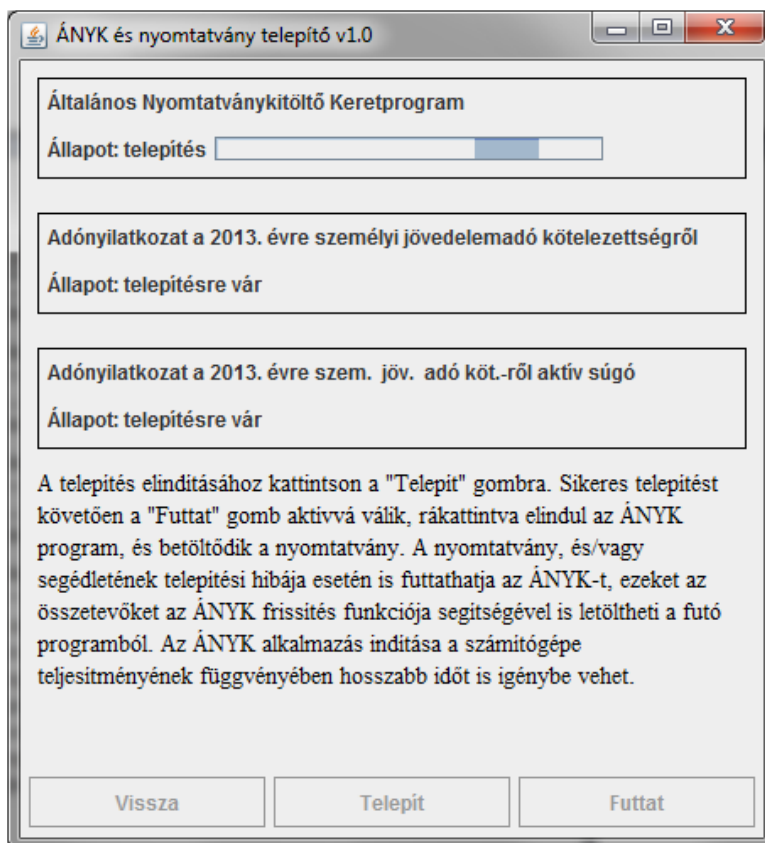 ÁNYK és nyomtatvány telepítő v1.0
Általános Nyomtatványkitöltő Keretprogram
Állapot: telepítés
Adónyilatkozat a 2013. évre személyi jövedelemadó kötelezettségről
Állapot: telepítésre vár
Adónyilatkozat a 2013. évre szem. jöv. adó köt.-ről aktív súgó
Állapot: telepítésre vár
A telepítés elindításához kattintson a "Telepít" gombra. Sikeres telepítést
követően a "Futtat" gomb aktívvá válik, rákattintva elindul az ÁNYK
program, és betöltődik a nyomtatvány. A nyomtatvány, és/vagy
segédletének telepítési hibája esetén is futtathatja az ÁNYK-t, ezeket az
összetevőket az ÁNYK frissítés funkciója segítségével is letöltheti a futó
programból. Az ÁNYK alkalmazás indítása a számítógépe
teljesítményének függvényében hosszabb időt is igénybe vehet.
Vissza
Telepít
Futtat